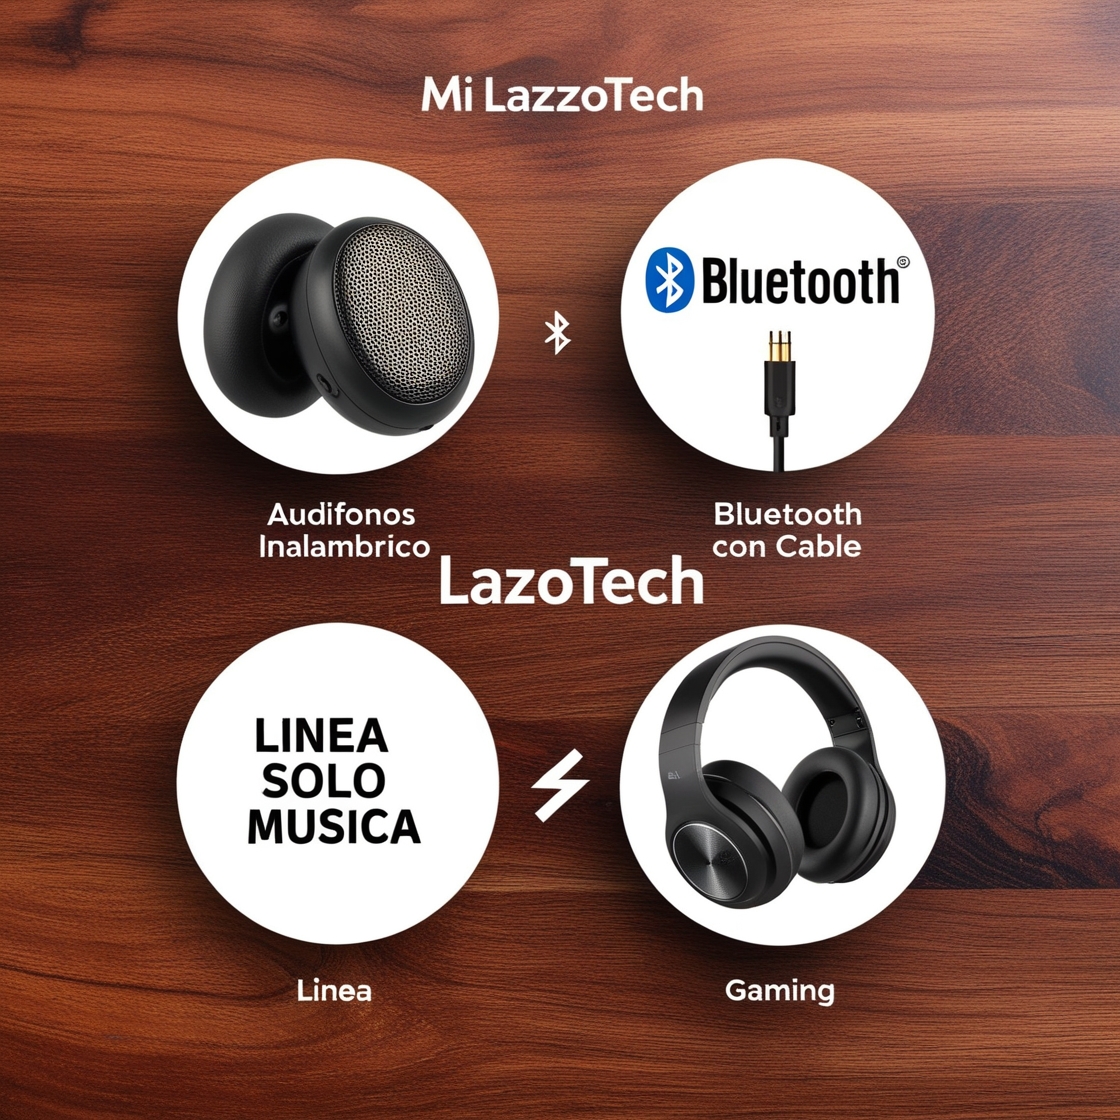 Mi LazzoTech
Bluetooth
Audifonos
Inalambrico
Bluetooth
con Cable
LazoTech
LINEA
SOLO
MUSICA
Linea
Gaming